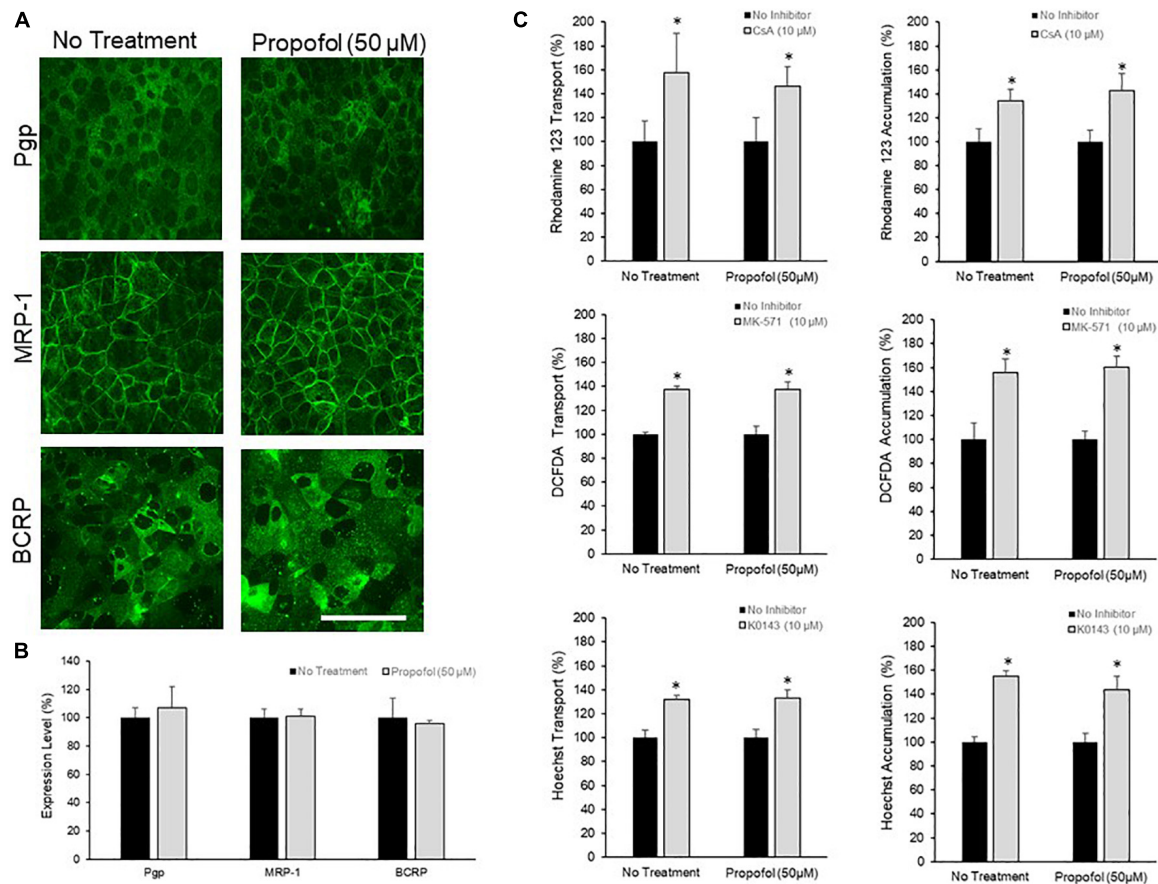 A
No Treatment
Propofol (50 µM)
Pgp
MRP-1
BCRP
B
No Treatment
Propofol (50 µM)
Expression Level (%)
140
120
100
80
60
40
20
0
Pgp
MRP-1
BCRP
C
No Inhibitor
CsA (10 µM)
Rhodamine 123 Transport (%)
200
180
160
140
120
100
80
60
40
20
0
*
*
No Treatment
Propofol (50µM)
No Inhibitor
CsA (10 µM)
Rhodamine 123 Accumulation (%)
200
180
160
140
120
100
80
60
40
20
0
*
*
No Treatment
Propofol (50µM)
No Inhibitor
MK-571 (10 µM)
DCFDA Transport (%)
200
180
160
140
120
100
80
60
40
20
0
*
*
No Treatment
Propofol (50µM)
No Inhibitor
MK-571 (10 µM)
DCFDA Accumulation (%)
200
180
160
140
120
100
80
60
40
20
0
*
*
No Treatment
Propofol (50µM)
No Inhibitor
K0143 (10 µM)
Hoechst Transport (%)
200
180
160
140
120
100
80
60
40
20
0
*
*
No Treatment
Propofol (50µM)
No Inhibitor
K0143 (10 µM)
Hoechst Accumulation (%)
200
180
160
140
120
100
80
60
40
20
0
*
*
No Treatment
Propofol (50µM)